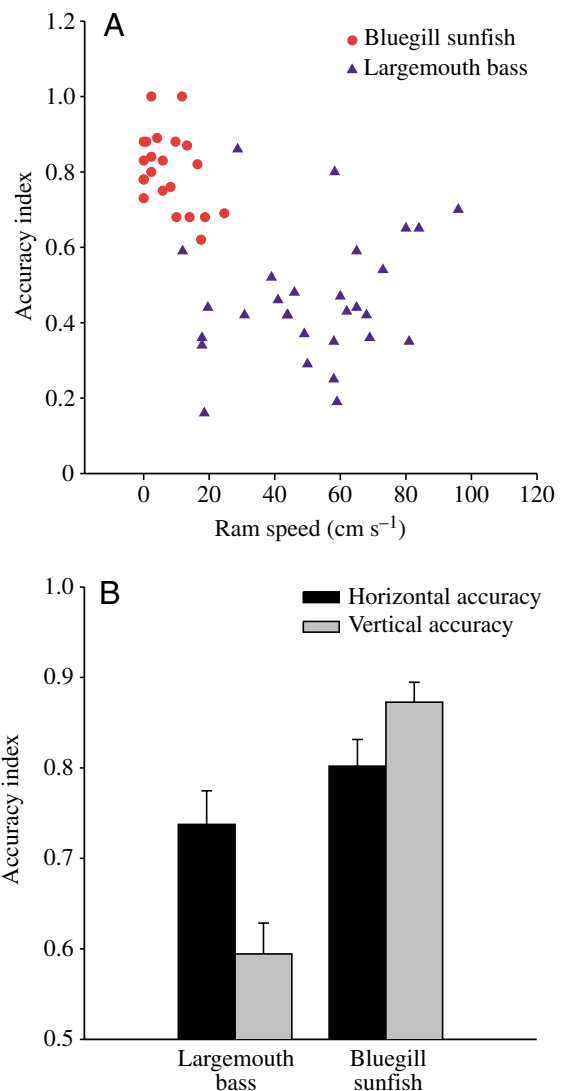 A
Bluegill sunfish
Largemouth bass
1.2
1.0
0.8
0.6
0.4
0.2
0
Accuracy index
0 20 40 60 80 100 120
Ram speed (cm s⁻¹)
B
Horizontal accuracy
Vertical accuracy
1.0
0.9
0.8
0.7
0.6
0.5
Accuracy index
Largemouth bass
Bluegill sunfish